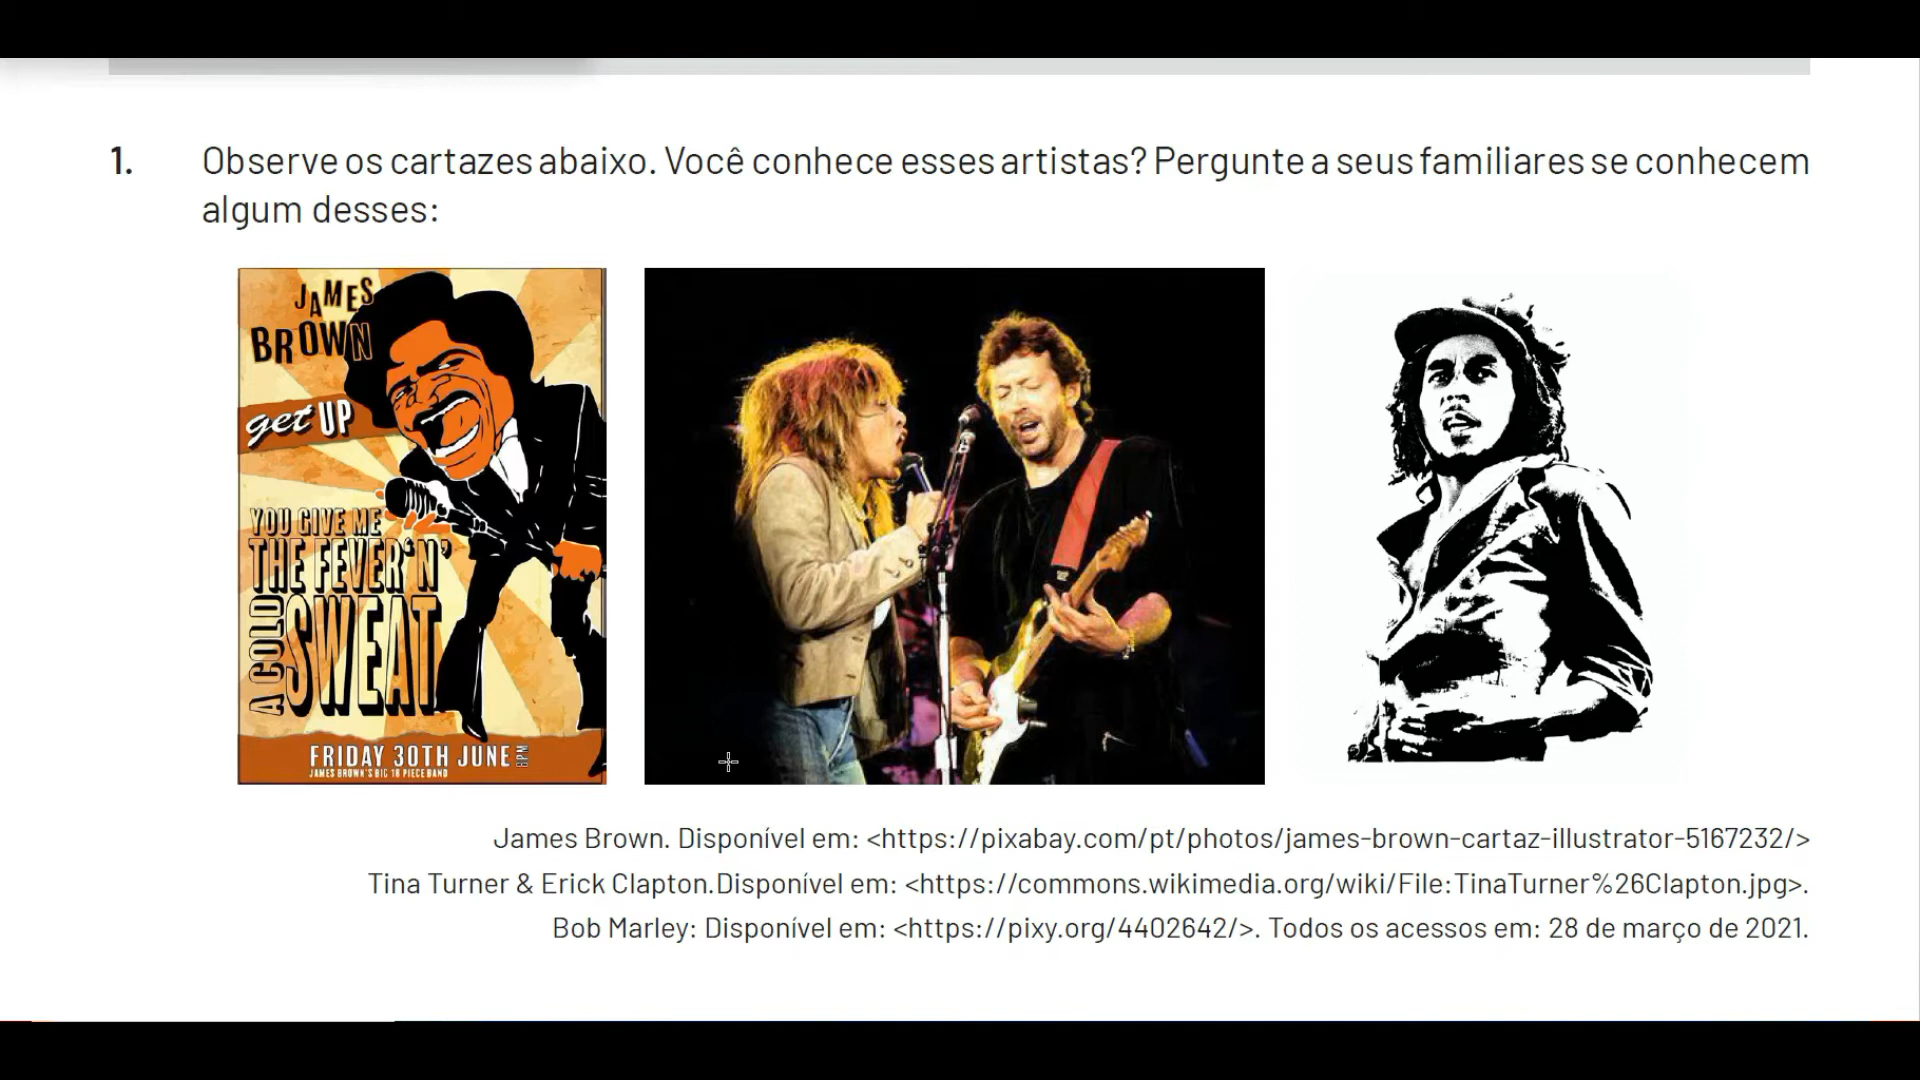 1. Observe os cartazes abaixo. Você conhece esses artistas? Pergunte a seus familiares se conhecem
algum desses:
JAMES
BROWN
get UP
YOU GIVE ME
THE FEVER 'N'
A COLD
SWEAT
FRIDAY 30TH JUNE 8PM
JAMES BROWN'S BIG 18 PIECE BAND
James Brown. Disponível em: <https://pixabay.com/pt/photos/james-brown-cartaz-illustrator-5167232/>
Tina Turner & Erick Clapton.Disponível em: <https://commons.wikimedia.org/wiki/File:TinaTurner%26Clapton.jpg>.
Bob Marley: Disponível em: <https://pixy.org/4402642/>. Todos os acessos em: 28 de março de 2021.